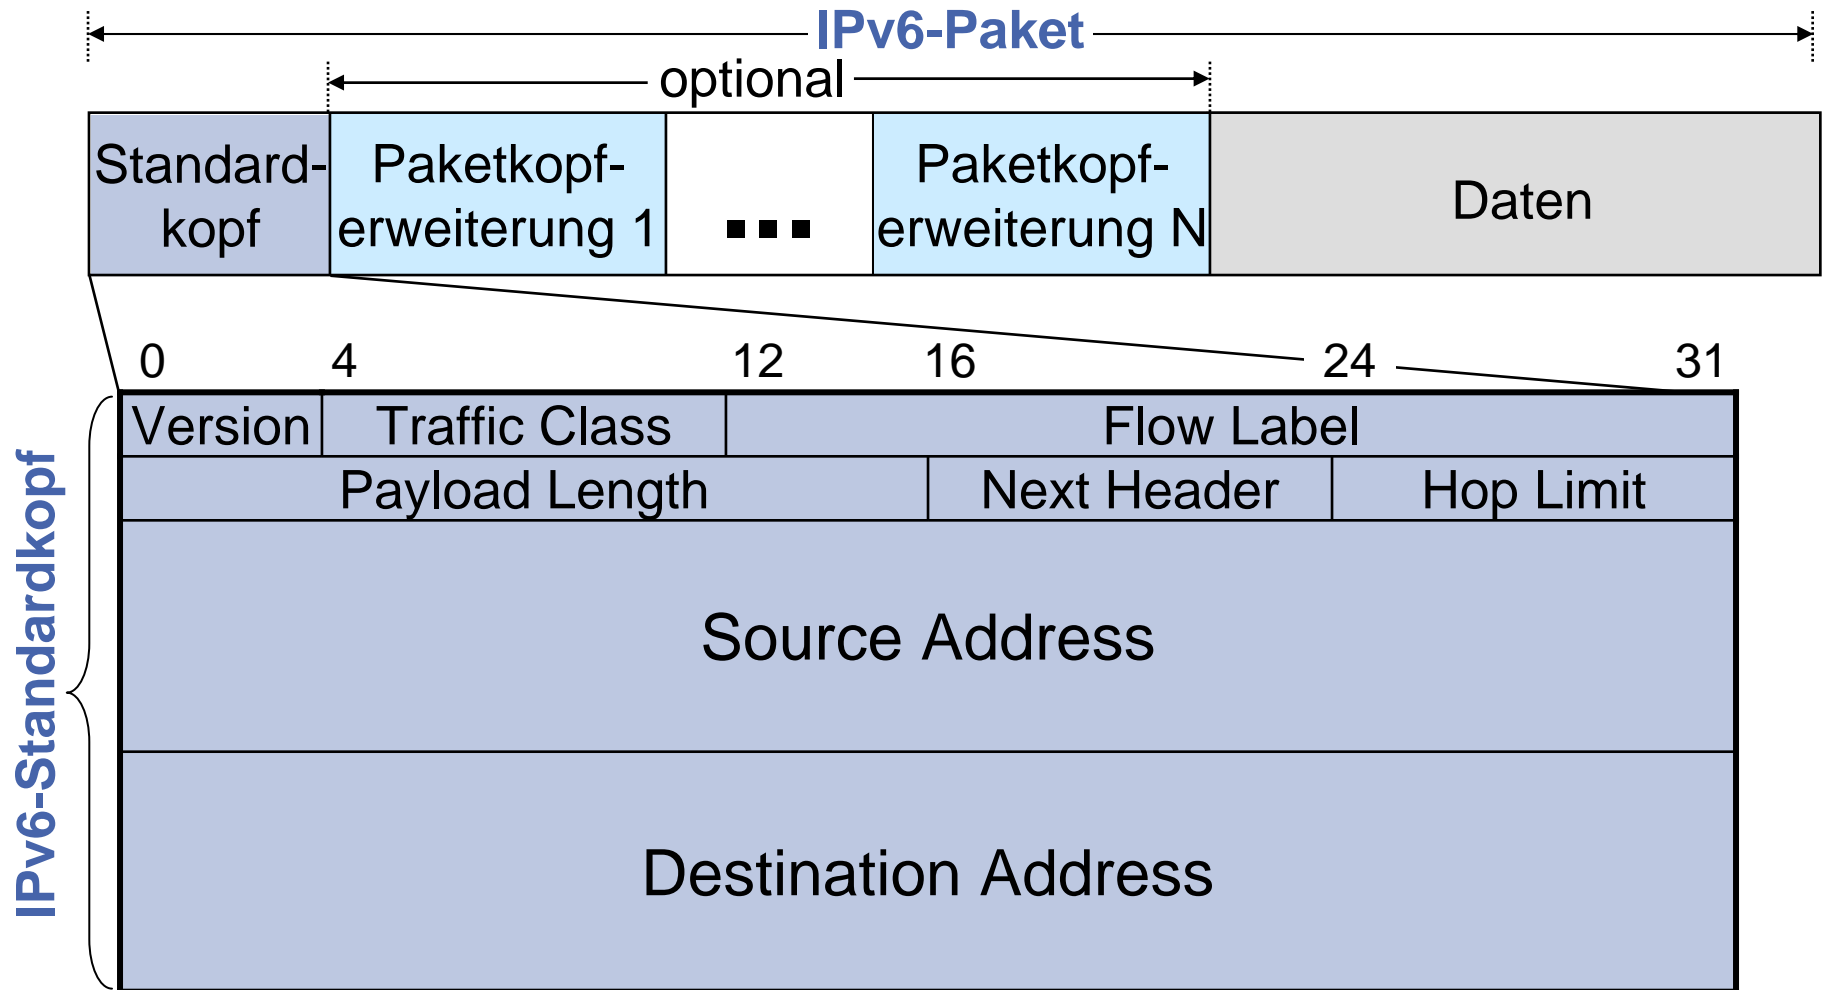 IPv6-Paket
optional
Standard-
kopf
Paketkopf-
erweiterung 1
...
Paketkopf-
erweiterung N
Daten
0 4 12 16 24 31
IPv6-Standardkopf
Version Traffic Class Flow Label
Payload Length Next Header Hop Limit
Source Address
Destination Address